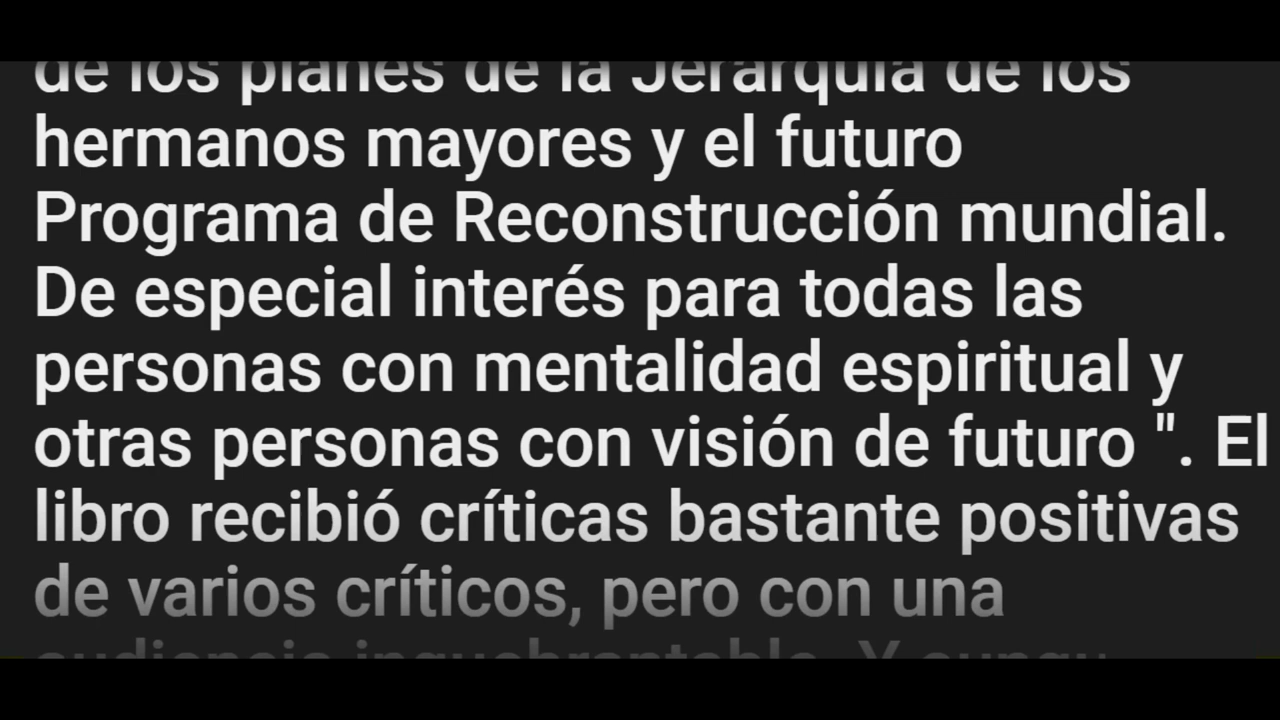 de los planes de la Jerarquía de los
hermanos mayores y el futuro
Programa de Reconstrucción mundial.
De especial interés para todas las
personas con mentalidad espiritual y
otras personas con visión de futuro ". El
libro recibió críticas bastante positivas
de varios críticos, pero con una
audiencia inquebrantable. Y